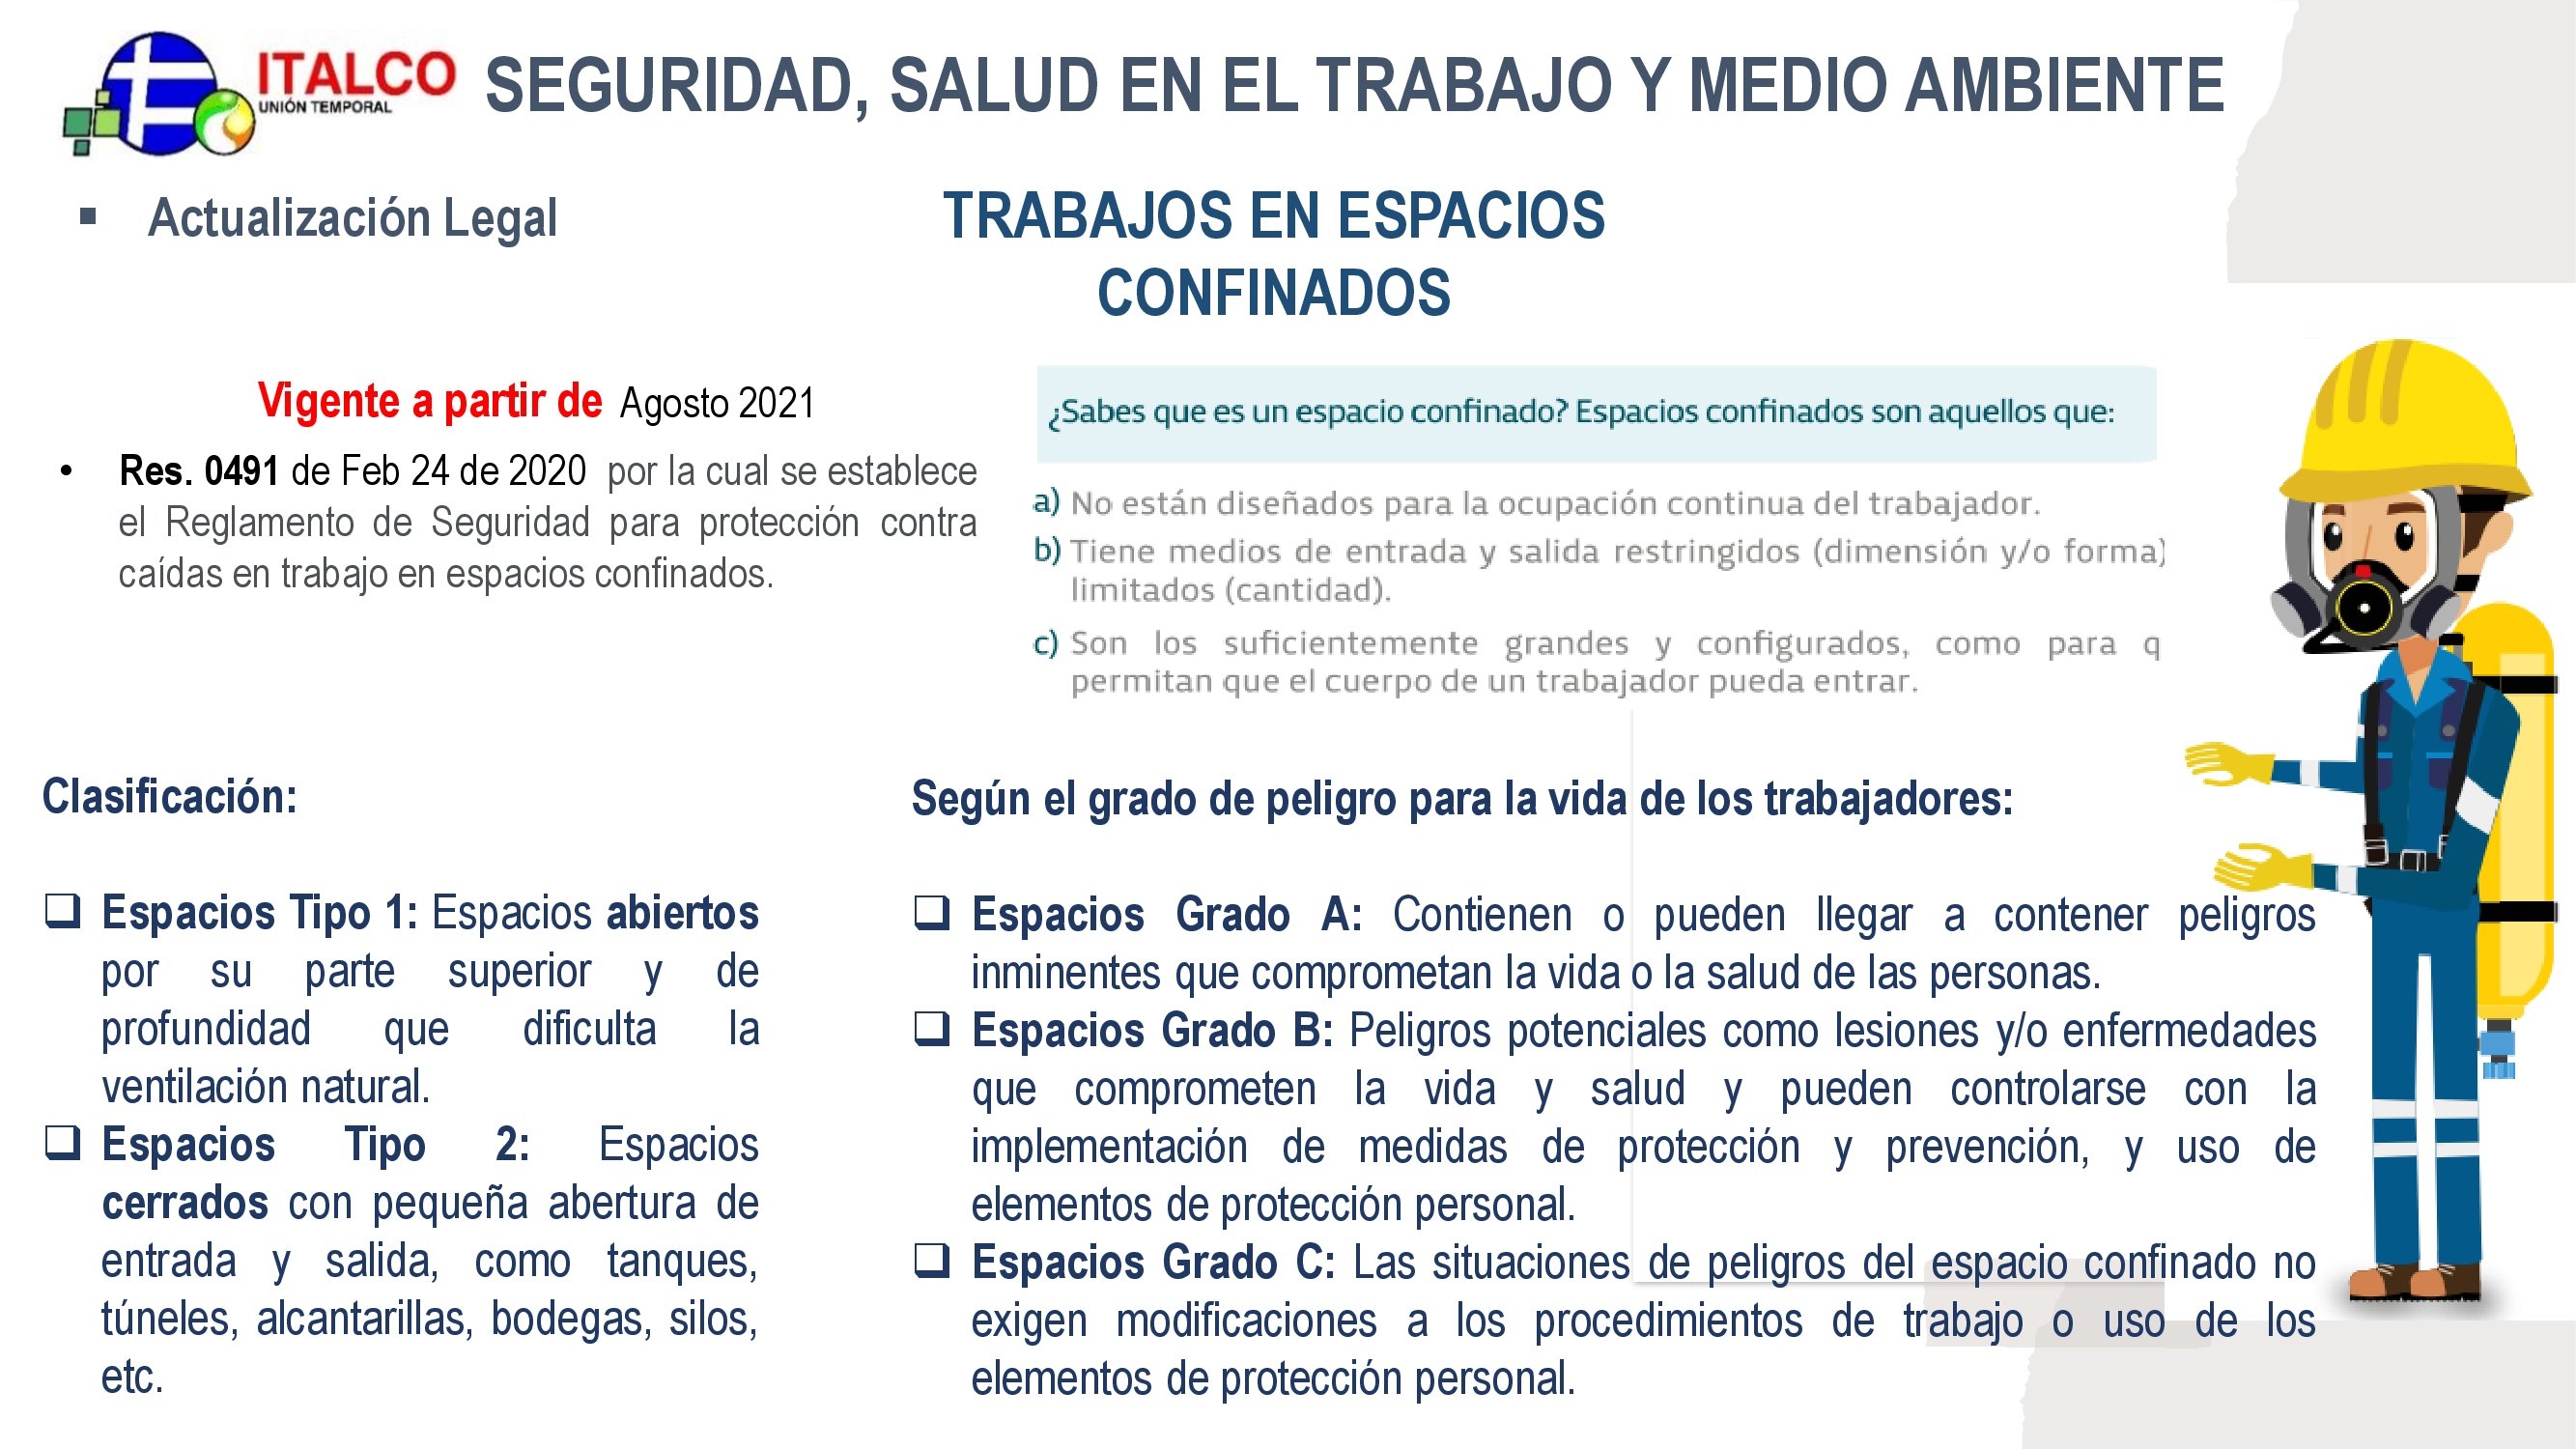 ITALCO
UNIÓN TEMPORAL
SEGURIDAD, SALUD EN EL TRABAJO Y MEDIO AMBIENTE
▪ Actualización Legal
TRABAJOS EN ESPACIOS
CONFINADOS
Vigente a partir de Agosto 2021
• Res. 0491 de Feb 24 de 2020 por la cual se establece
el Reglamento de Seguridad para protección contra
caídas en trabajo en espacios confinados.
¿Sabes que es un espacio confinado? Espacios confinados son aquellos que:
a) No están diseñados para la ocupación continua del trabajador.
b) Tiene medios de entrada y salida restringidos (dimensión y/o forma)
limitados (cantidad).
c) Son los suficientemente grandes y configurados, como para q
permitan que el cuerpo de un trabajador pueda entrar.
Clasificación:
❑ Espacios Tipo 1: Espacios abiertos
por su parte superior y de
profundidad que dificulta la
ventilación natural.
❑ Espacios Tipo 2: Espacios
cerrados con pequeña abertura de
entrada y salida, como tanques,
túneles, alcantarillas, bodegas, silos,
etc.
Según el grado de peligro para la vida de los trabajadores:
❑ Espacios Grado A: Contienen o pueden llegar a contener peligros
inminentes que comprometan la vida o la salud de las personas.
❑ Espacios Grado B: Peligros potenciales como lesiones y/o enfermedades
que comprometen la vida y salud y pueden controlarse con la
implementación de medidas de protección y prevención, y uso de
elementos de protección personal.
❑ Espacios Grado C: Las situaciones de peligros del espacio confinado no
exigen modificaciones a los procedimientos de trabajo o uso de los
elementos de protección personal.